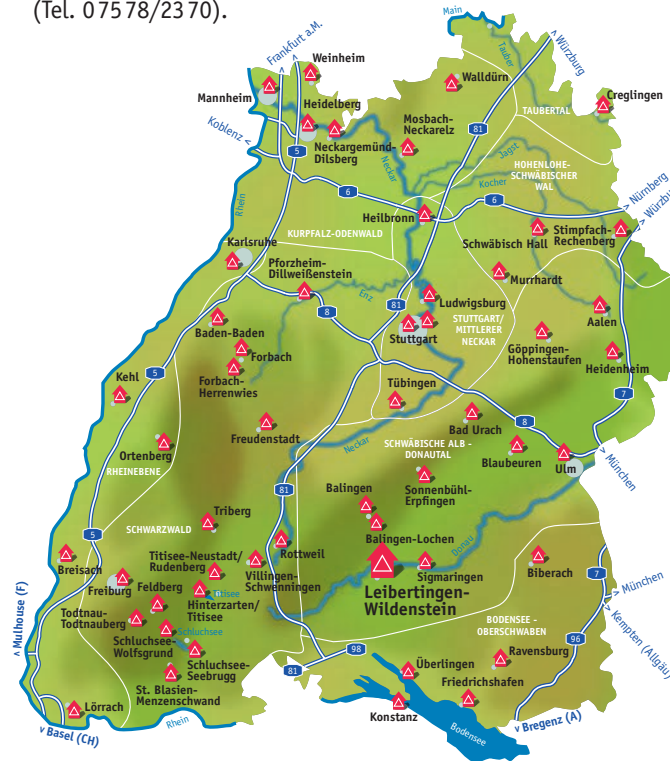 (Tel. 07578/2370).
Main
> Würzburg
Frankfurt a.M.
Tauber
Weinheim
Walldürn
Creglingen
Mannheim
TAUBERTAL
Heidelberg
Mosbach-
Neckarelz
Koblenz <
81
5
Neckargemünd-
Dilsberg
Jagst
HOHENLOHE-
SCHWÄBISCHER
WAL
Neckar
Kocher
> Nürnberg
6
6
Rhein
Heilbronn
> Würzbu
KURPFALZ-ODENWALD
Schwäbisch Hall
Stimpfach-
Rechenberg
Karlsruhe
Pforzheim-
Dillweißenstein
Murrhardt
Enz
81
Ludwigsburg
8
STUTTGART/
MITTLERER
NECKAR
Aalen
Baden-Baden
Stuttgart
Göppingen-
Hohenstaufen
Forbach
Heidenheim
Kehl
5
Forbach-
Herrenwies
Tübingen
7
Freudenstadt
Bad Urach
8
Neckar
SCHWÄBISCHE ALB -
DONAUTAL
Ortenberg
Blaubeuren
Ulm
> München
RHEINEBENE
Sonnenbühl-
Erpfingen
81
Balingen
Triberg
SCHWARZWALD
5
Balingen-Lochen
Donau
Rottweil
Titisee-Neustadt/
Rudenberg
Breisach
Villingen-
Schwenningen
Sigmaringen
Biberach
7
Freiburg
Feldberg
Titisee
Leibertingen-
Wildenstein
> München
Hinterzarten/
Titisee
Todtnau-
Todtnauberg
Schluchsee
> Kempten (Allgäu)
BODENSEE -
OBERSCHWABEN
Schluchsee-
Wolfsgrund
> Mulhouse (F)
96
98
Schluchsee-
Seebrugg
81
Überlingen
Ravensburg
St. Blasien-
Menzenschwand
Friedrichshafen
Lörrach
Konstanz
Rhein
Bodensee
> Basel (CH)
> Bregenz (A)